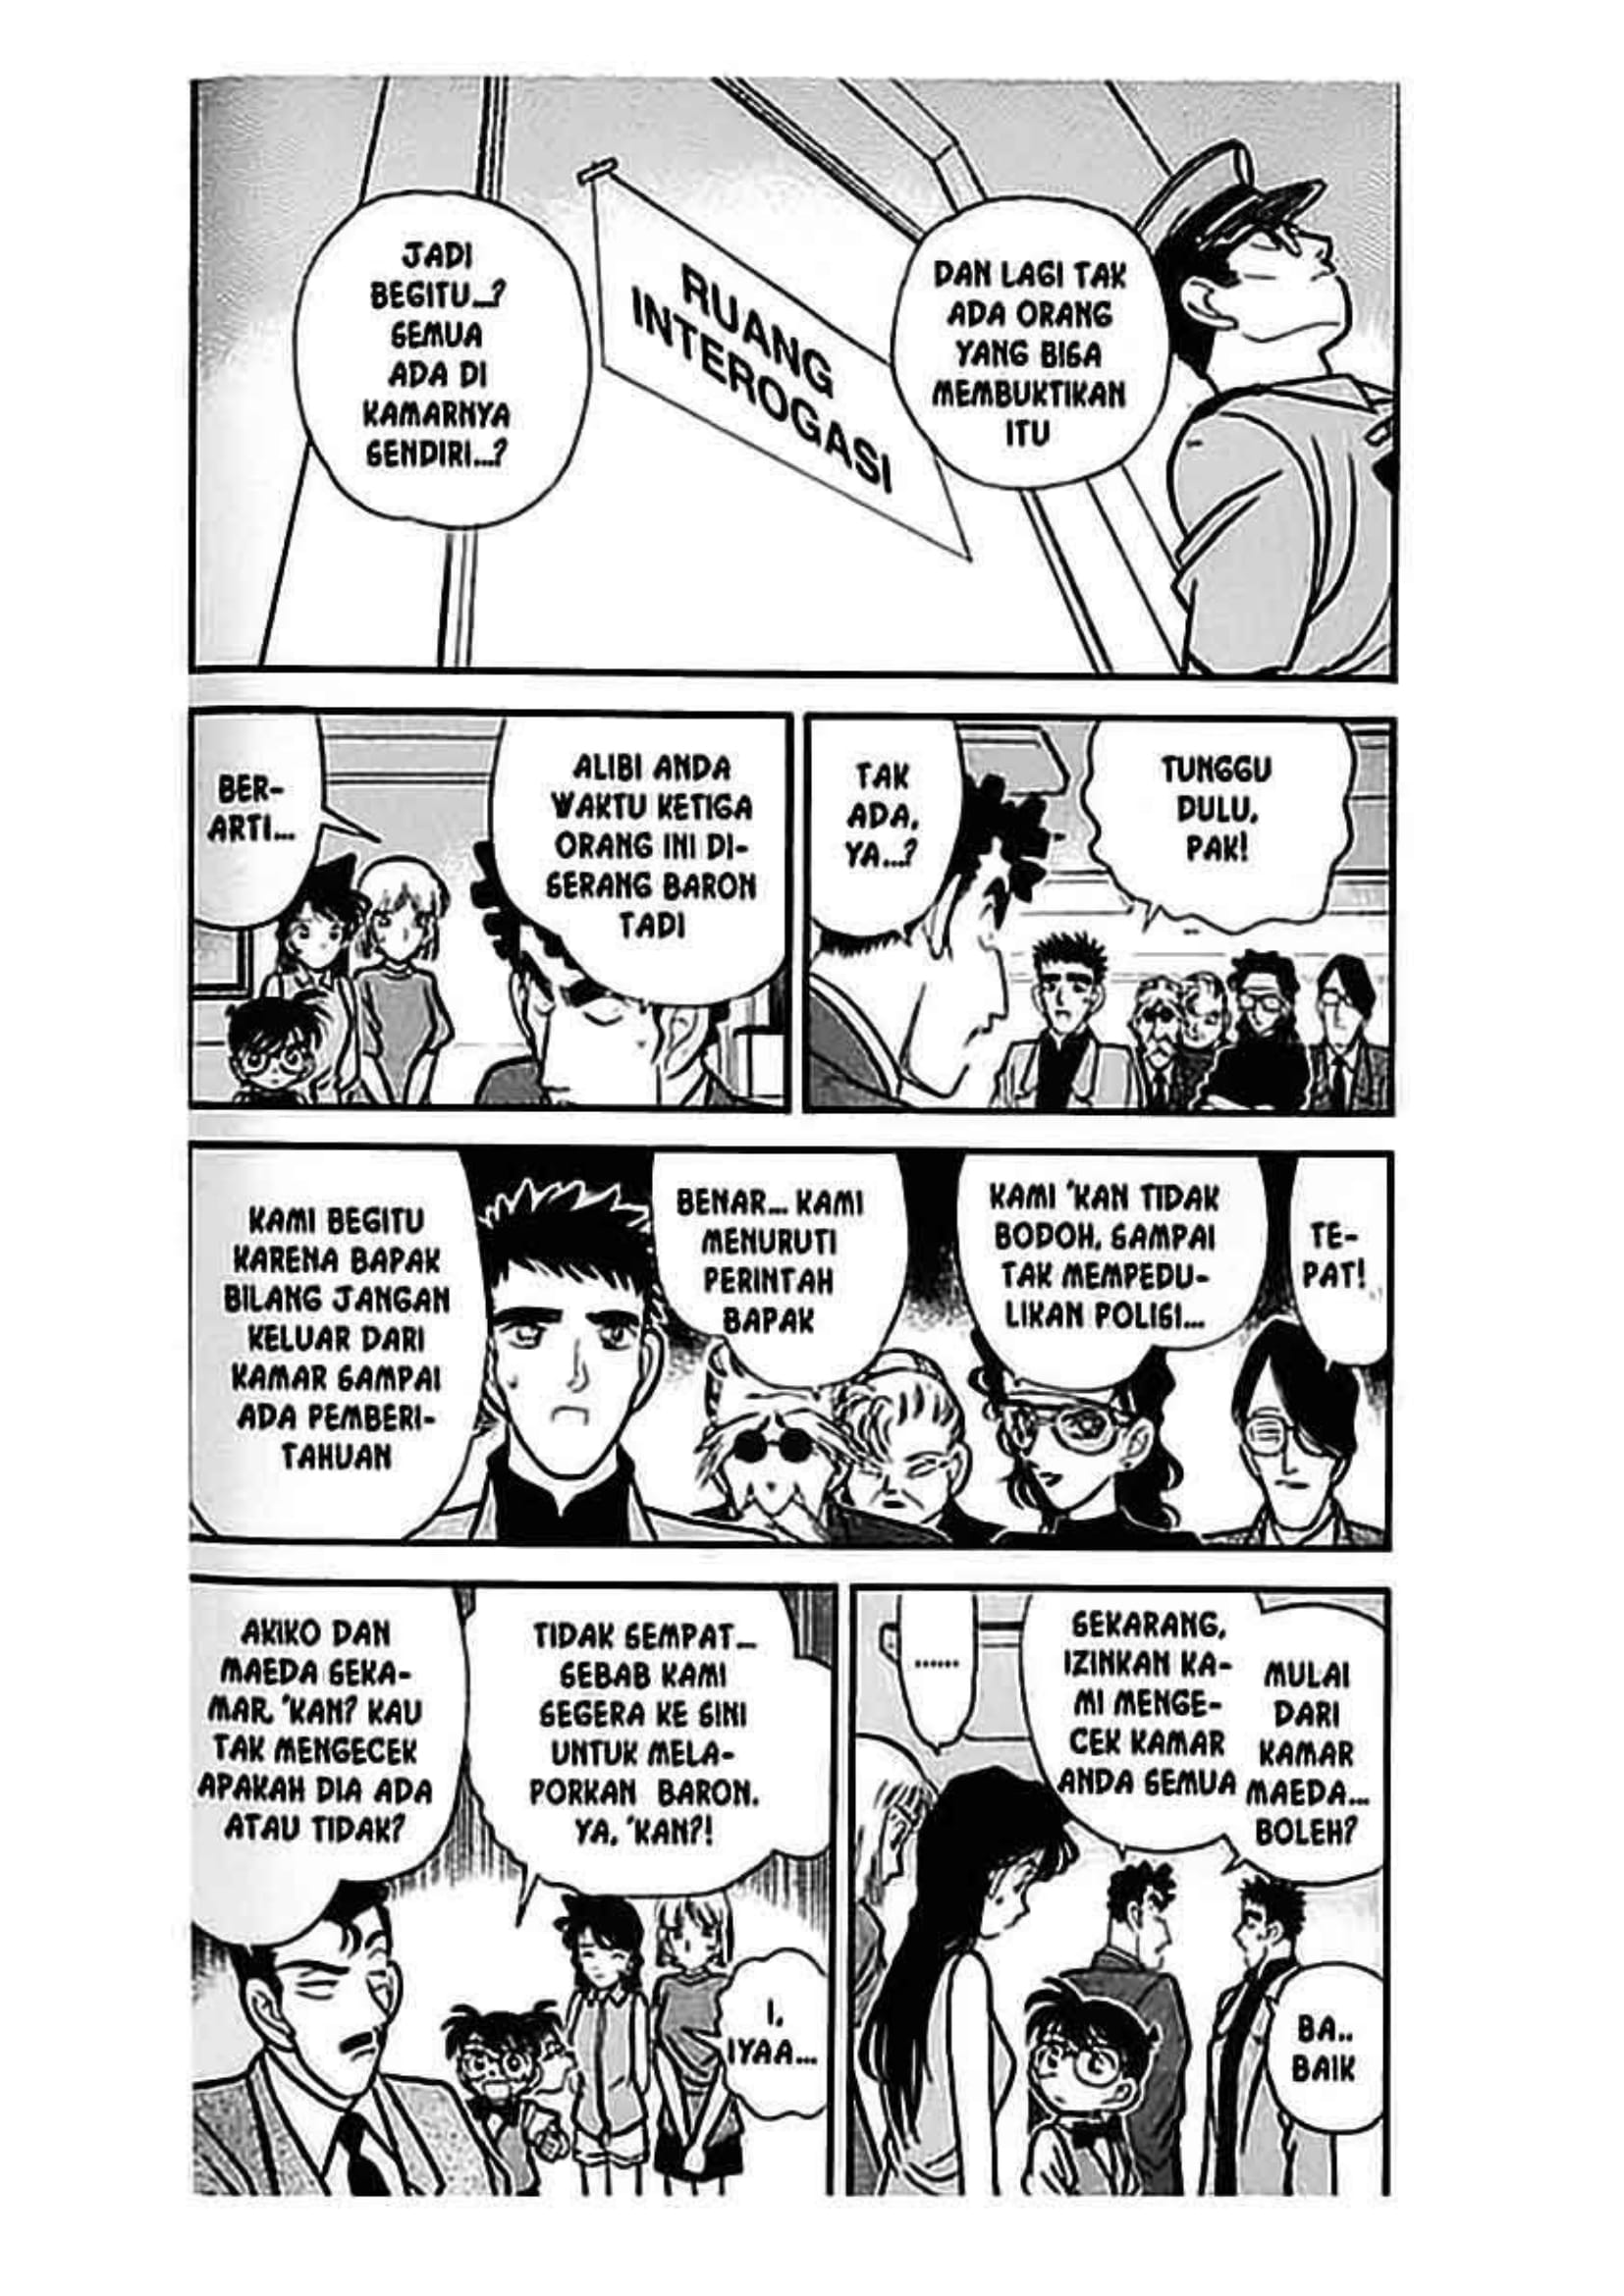 JADI
BEGITU...?
SEMUA
ADA DI
KAMARNYA
SENDIRI...?
RUANG
INTEROGASI
DAN LAGI TAK
ADA ORANG
YANG BISA
MEMBUKTIKAN
ITU
BER-
ARTI...
ALIBI ANDA
WAKTU KETIGA
ORANG INI DI-
SERANG BARON
TADI
TAK
ADA,
YA...?
TUNGGU
DULU,
PAK!
KAMI BEGITU
KARENA BAPAK
BILANG JANGAN
KELUAR DARI
KAMAR SAMPAI
ADA PEMBERI-
TAHUAN
BENAR... KAMI
MENURUTI
PERINTAH
BAPAK
KAMI 'KAN TIDAK
BODOH, SAMPAI
TAK MEMPEDU-
LIKAN POLISI...
TE-
PAT!
AKIKO DAN
MAEDA SEKA-
MAR, 'KAN? KAU
TAK MENGECEK
APAKAH DIA ADA
ATAU TIDAK?
TIDAK SEMPAT...
SEBAB KAMI
SEGERA KE SINI
UNTUK MELA-
PORKAN BARON.
YA, 'KAN?!
I,
IYAA...
......
SEKARANG,
IZINKAN KA-
MI MENGE-
CEK KAMAR
ANDA SEMUA
MULAI
DARI
KAMAR
MAEDA...
BOLEH?
BA..
BAIK